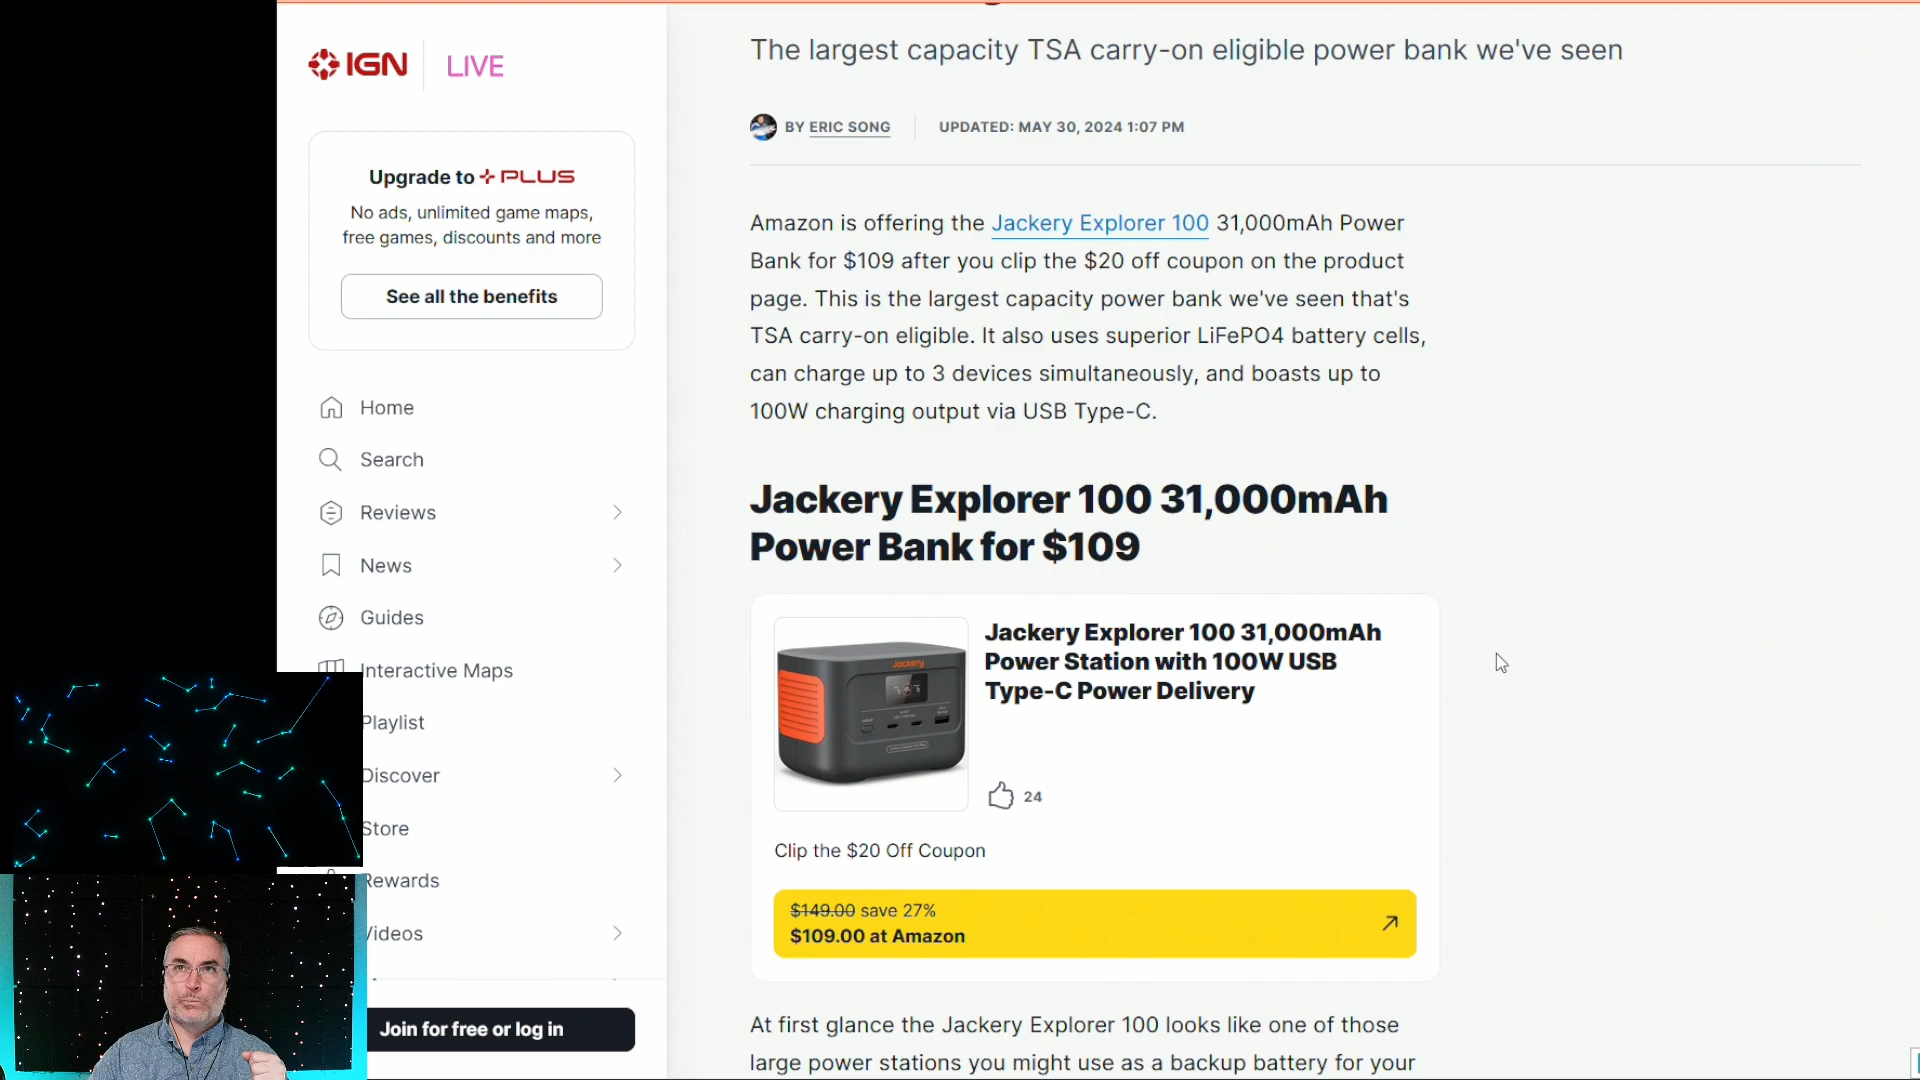 IGN LIVE
Upgrade to PLUS
No ads, unlimited game maps,
free games, discounts and more
See all the benefits
Home
Search
Reviews
News
Guides
Interactive Maps
Playlist
Discover
Store
Rewards
Videos
Join for free or log in
The largest capacity TSA carry-on eligible power bank we've seen
BY ERIC SONG
UPDATED: MAY 30, 2024 1:07 PM
Amazon is offering the Jackery Explorer 100 31,000mAh Power
Bank for $109 after you clip the $20 off coupon on the product
page. This is the largest capacity power bank we've seen that's
TSA carry-on eligible. It also uses superior LiFePO4 battery cells,
can charge up to 3 devices simultaneously, and boasts up to
100W charging output via USB Type-C.
Jackery Explorer 100 31,000mAh
Power Bank for $109
Jackery
Jackery Explorer 100 31,000mAh
Power Station with 100W USB
Type-C Power Delivery
24
Clip the $20 Off Coupon
$149.00 save 27%
$109.00 at Amazon
At first glance the Jackery Explorer 100 looks like one of those
large power stations you might use as a backup battery for your